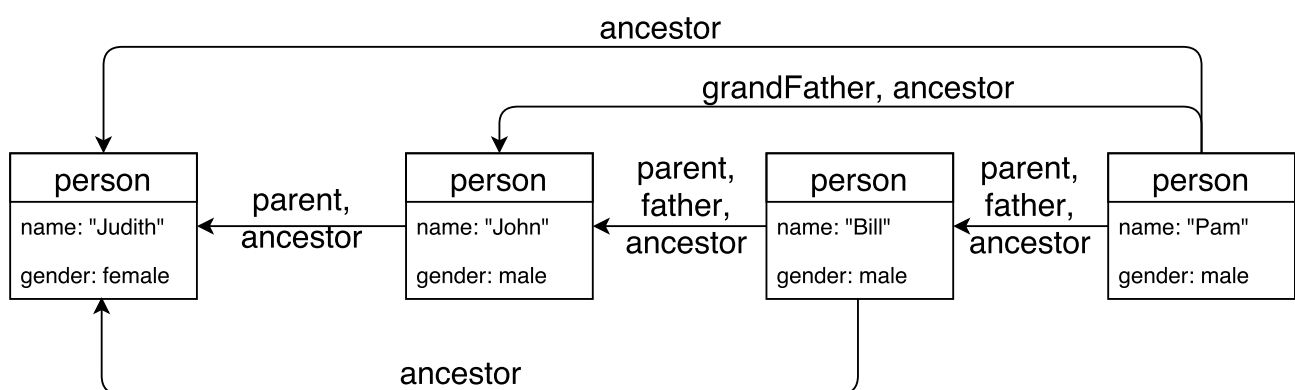 ancestor
grandFather, ancestor
person
name: "Judith"
gender: female
parent,
ancestor
person
name: "John"
gender: male
parent,
father,
ancestor
person
name: "Bill"
gender: male
parent,
father,
ancestor
person
name: "Pam"
gender: male
ancestor